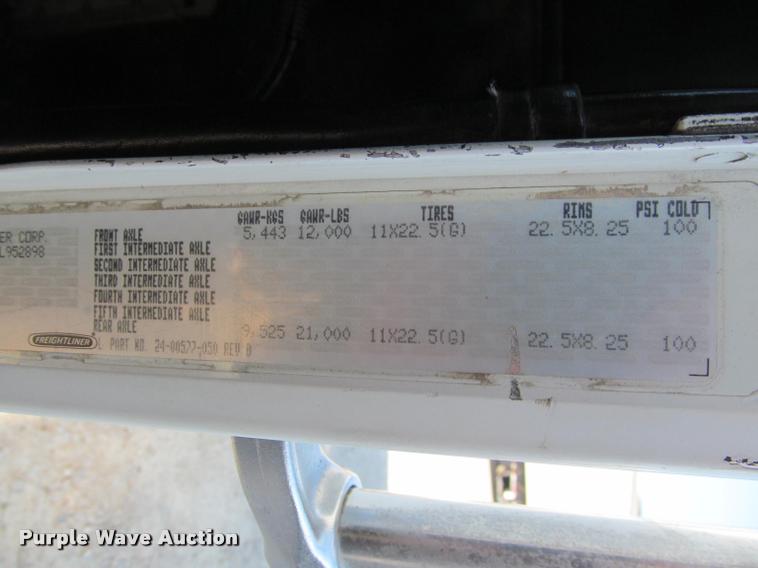 GAWR-KGS GAWR-LBS TIRES RIMS PSI COLD
ER CORP. FRONT AXLE 5,443 12,000 11X22.5(G) 22.5X8.25 100
L952898 FIRST INTERMEDIATE AXLE
SECOND INTERMEDIATE AXLE
THIRD INTERMEDIATE AXLE
FOURTH INTERMEDIATE AXLE
FIFTH INTERMEDIATE AXLE
REAR AXLE 9,525 21,000 11X22.5(G) 22.5X8.25 100
FREIGHTLINER
L PART NO. 24-00577-050 REV B
Purple Wave Auction